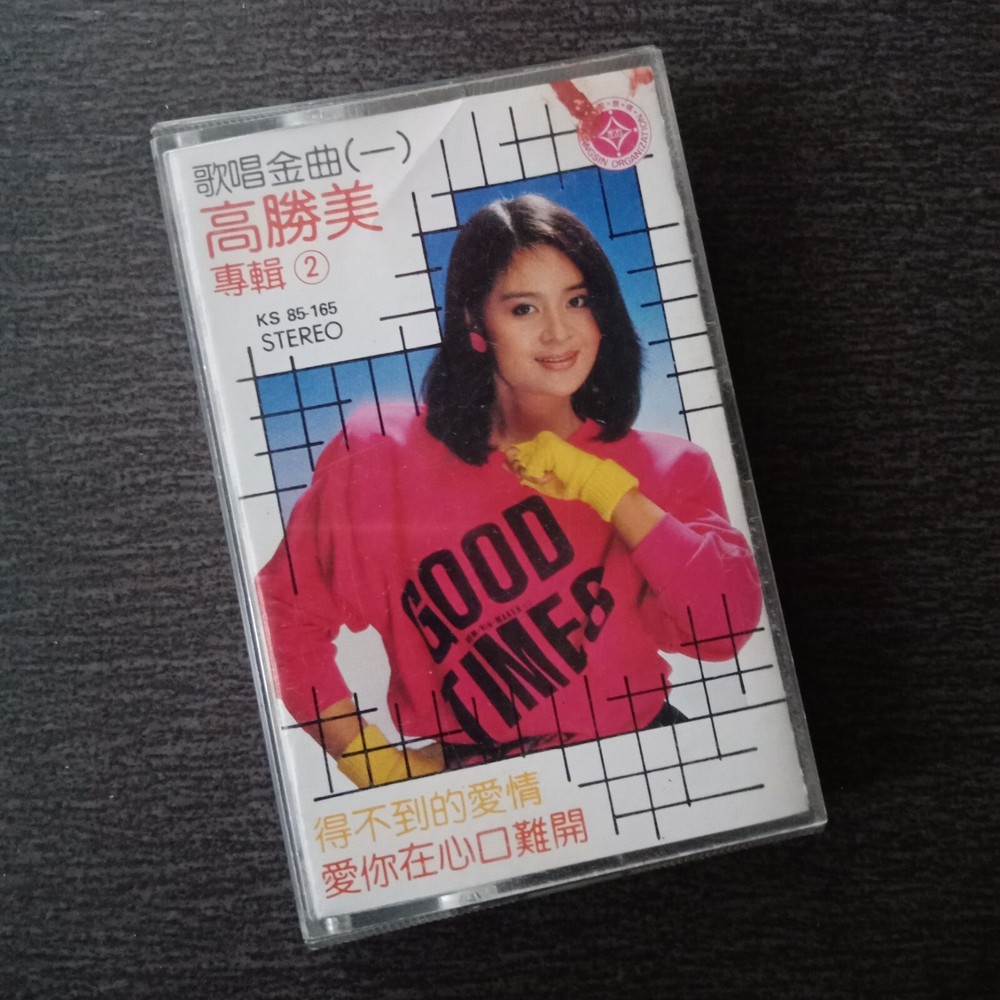 歌唱金曲(一)
高勝美
專輯②
KS 85-165
STEREO
ORGANIZATION
GOOD
TIMES
得不到的愛情
愛你在心口難開